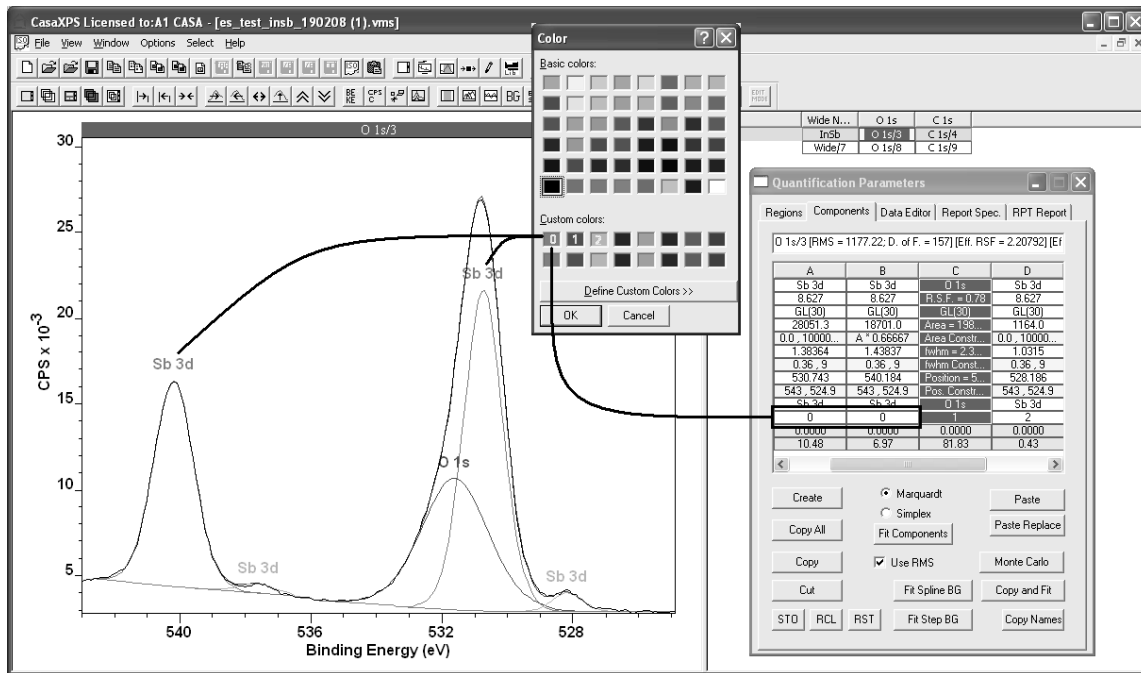 CasaXPS Licensed to:A1 CASA - [es_test_insb_190208 (1).vms]
File View Window Options Select Help
BE KE CPS C BG
EDIT MODE
O 1s/3
CPS x 10⁻³
30
25
20
15
10
5
Sb 3d
Sb 3d
O 1s
Sb 3d
Sb 3d
540 536 532 528
Binding Energy (eV)
Color
Basic colors:
Custom colors:
0 1 2
Define Custom Colors >>
OK Cancel
Wide N... O 1s C 1s
InSb O 1s/3 C 1s/4
Wide/7 O 1s/8 C 1s/9
Quantification Parameters
Regions Components Data Editor Report Spec. RPT Report
O 1s/3 [RMS = 1177.22; D. of F. = 157] [Eff. RSF = 2.20792] [Ef
A B C D
Sb 3d Sb 3d O 1s Sb 3d
8.627 8.627 R.S.F. = 0.78 8.627
GL(30) GL(30) GL(30) GL(30)
28051.3 18701.0 Area = 198... 1164.0
0.0 , 10000... A * 0.66667 Area Constr... 0.0 , 10000...
1.38364 1.43837 fwhm = 2.3... 1.0315
0.36 , 9 0.36 , 9 fwhm Const... 0.36 , 9
530.743 540.184 Position = 5... 528.186
543 , 524.9 543 , 524.9 Pos. Constr... 543 , 524.9
Sb 3d Sb 3d O 1s Sb 3d
0 0 1 2
0.0000 0.0000 0.0000 0.0000
10.48 6.97 81.83 0.43
Create Marquardt Paste
Simplex
Copy All Fit Components Paste Replace
Copy Use RMS Monte Carlo
Cut Fit Spline BG Copy and Fit
STO RCL RST Fit Step BG Copy Names